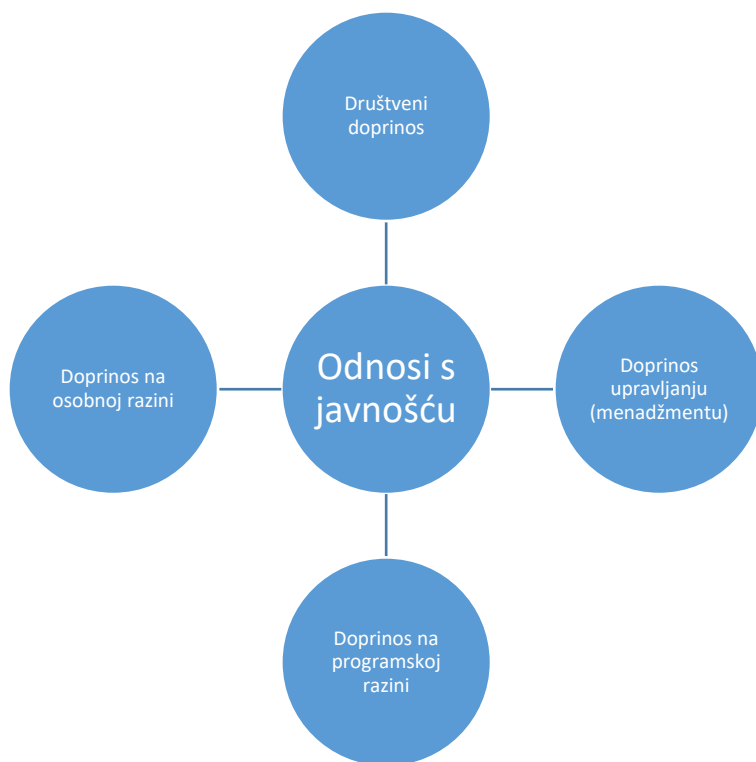 Društveni
doprinos
Doprinos na
osobnoj razini
Odnosi s
javnošću
Doprinos
upravljanju
(menadžmentu)
Doprinos na
programskoj
razini